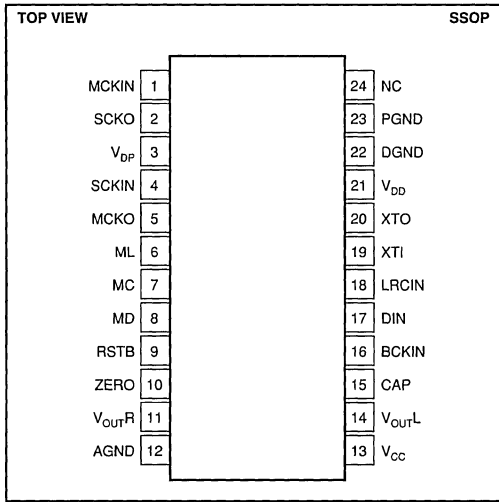 TOP VIEW SSOP
MCKIN 1 24 NC
SCKO 2 23 PGND
VDP 3 22 DGND
SCKIN 4 21 VDD
MCKO 5 20 XTO
ML 6 19 XTI
MC 7 18 LRCIN
MD 8 17 DIN
RSTB 9 16 BCKIN
ZERO 10 15 CAP
VOUTR 11 14 VOUTL
AGND 12 13 VCC